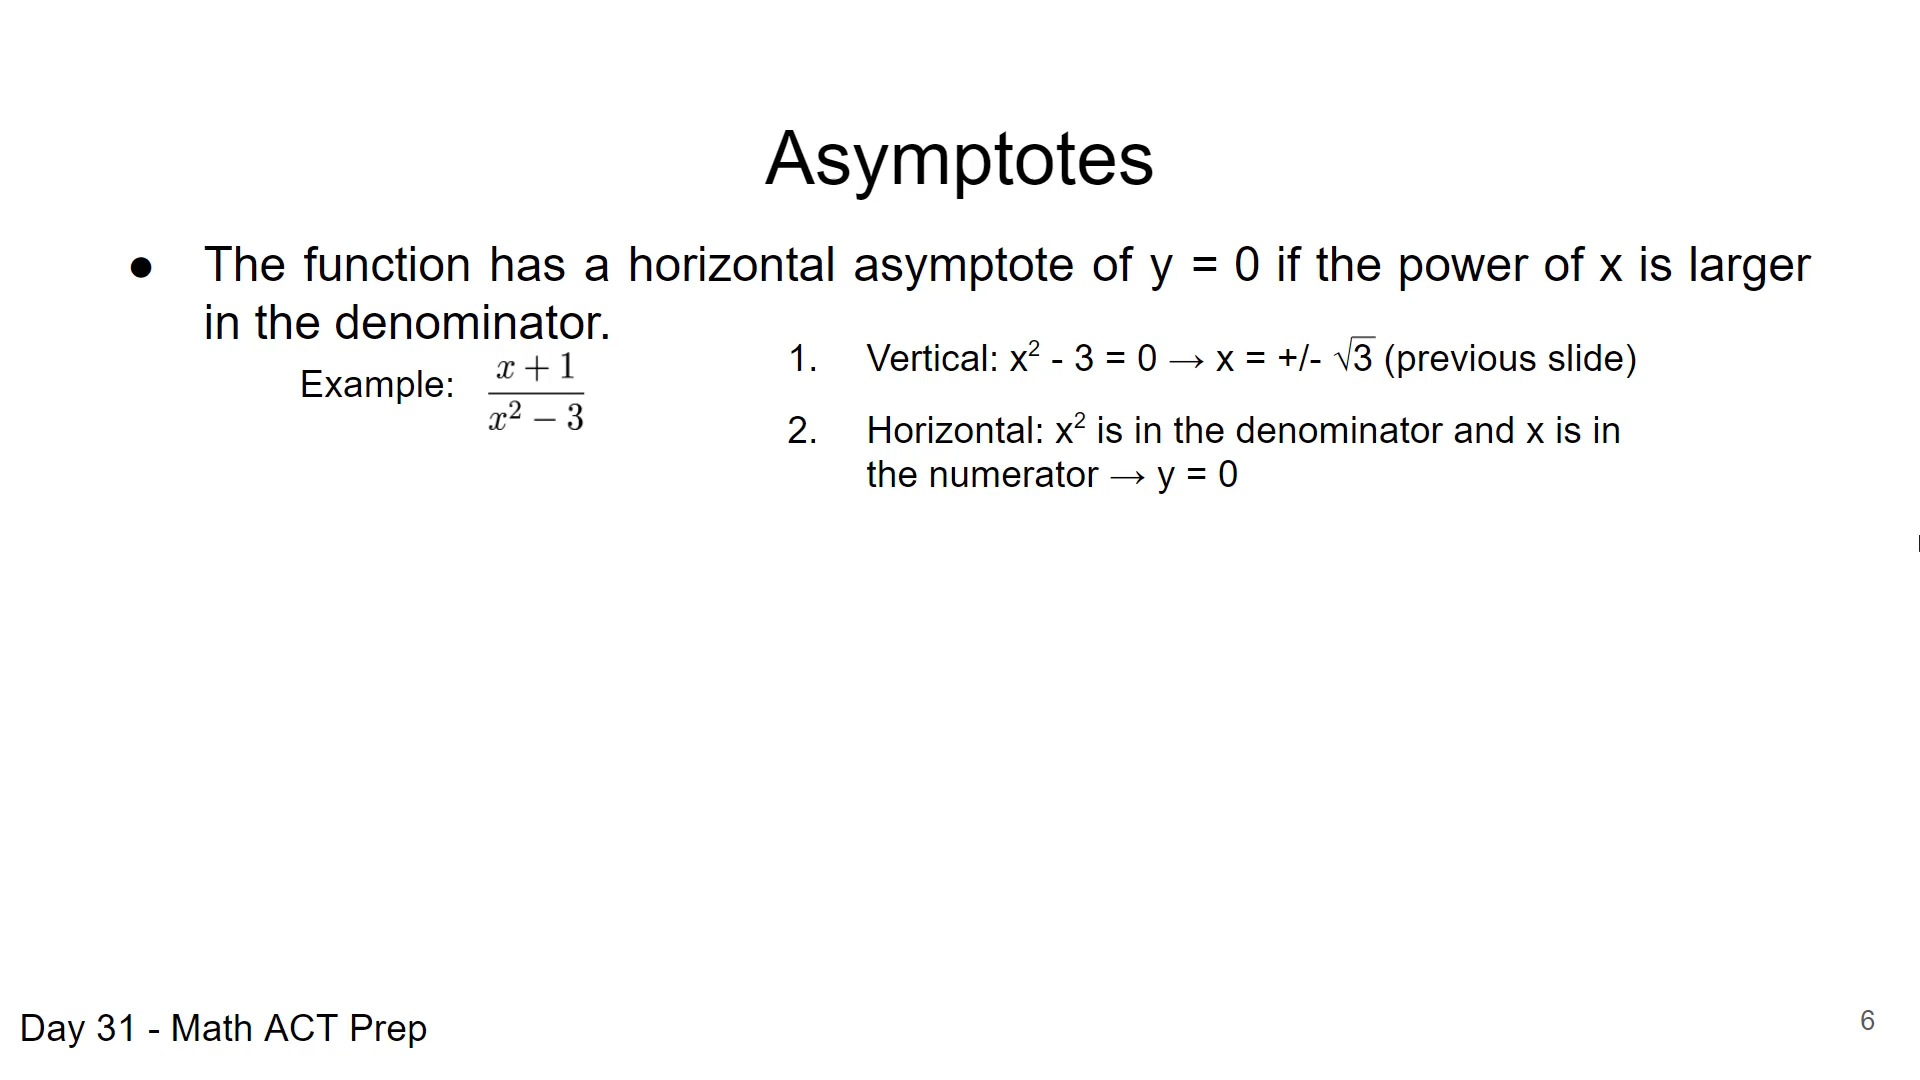 Asymptotes
● The function has a horizontal asymptote of y = 0 if the power of x is larger
in the denominator.
Example: \frac{x+1}{x^2-3}
1. Vertical: x² - 3 = 0 → x = +/- √3 (previous slide)
2. Horizontal: x² is in the denominator and x is in
the numerator → y = 0
Day 31 - Math ACT Prep
6